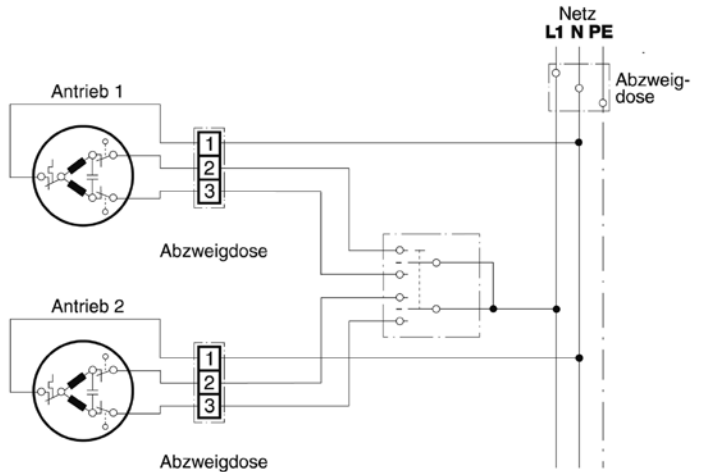 Netz
L1 N PE
Abzweig-
dose
Antrieb 1
1
2
3
Abzweigdose
Antrieb 2
1
2
3
Abzweigdose